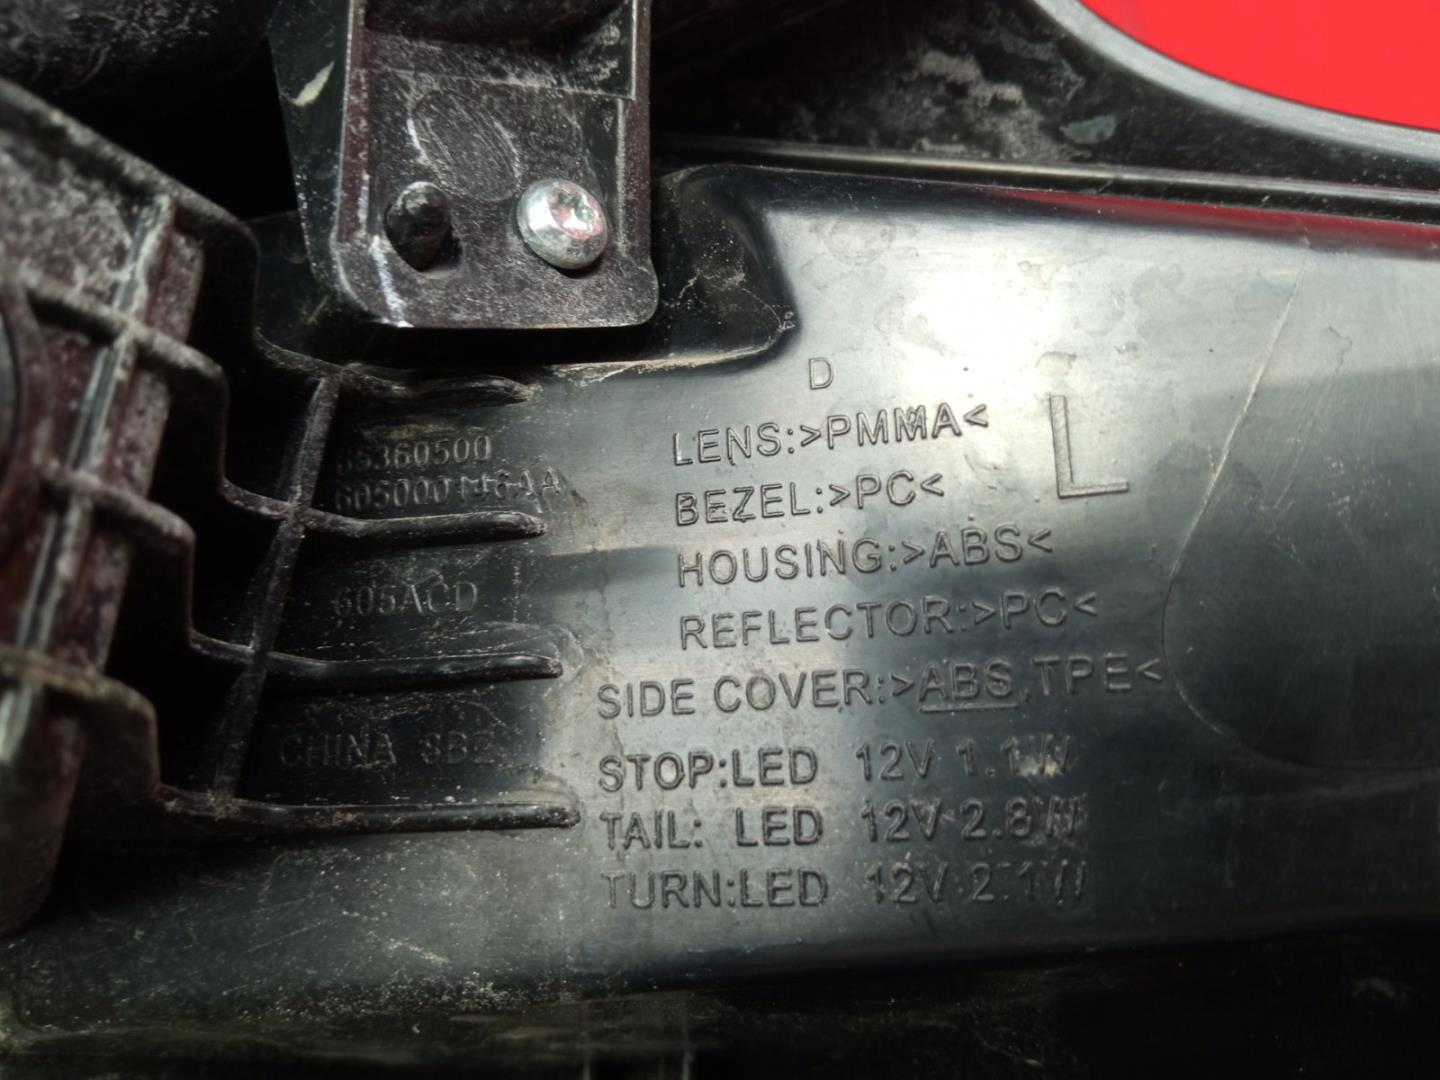 D
L
LENS:>PMMA<
BEZEL:>PC<
HOUSING:>ABS<
REFLECTOR:>PC<
SIDE COVER:>ABS,TPE<
STOP:LED 12V 1.1W
TAIL: LED 12V 2.8W
TURN:LED 12V 2.1W
605ACD
CHINA